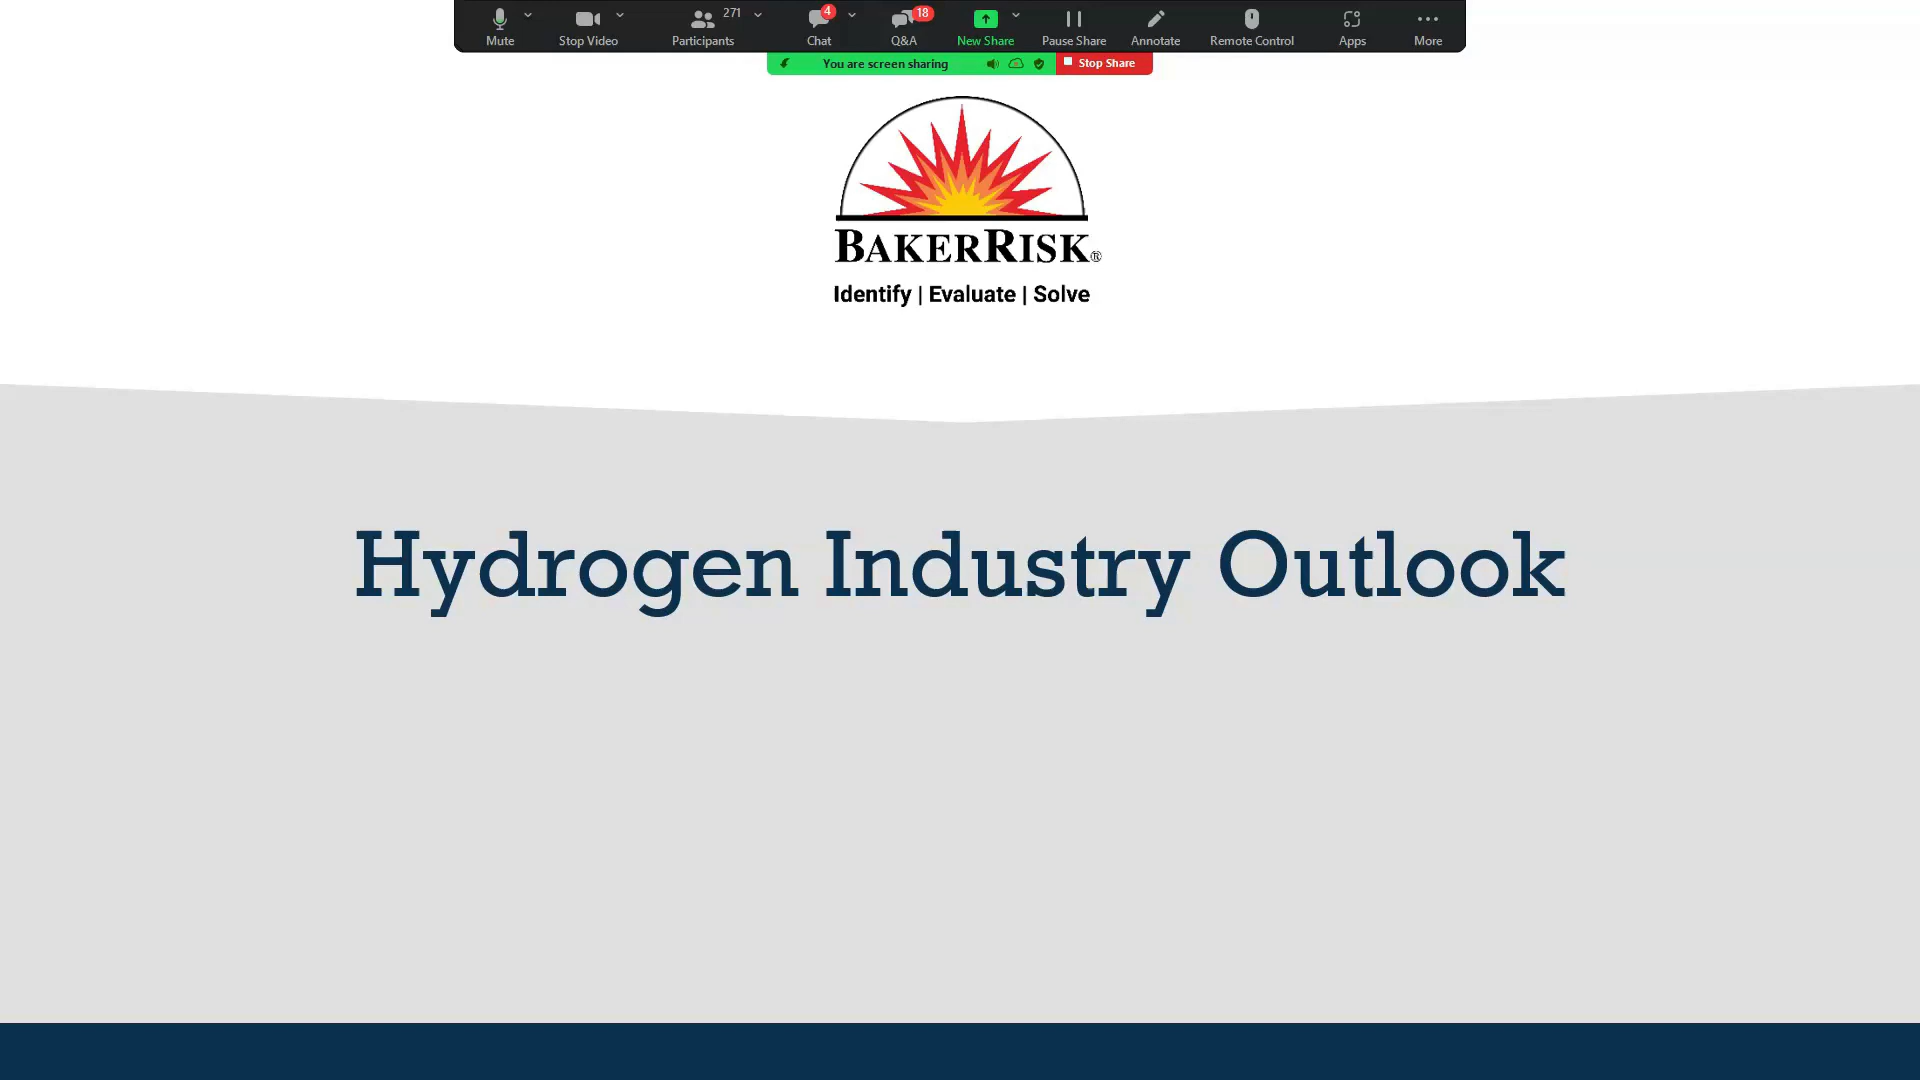 271 4 18
Mute Stop Video Participants Chat Q&A New Share Pause Share Annotate Remote Control Apps More
You are screen sharing Stop Share
BAKERRISK®
Identify | Evaluate | Solve
Hydrogen Industry Outlook